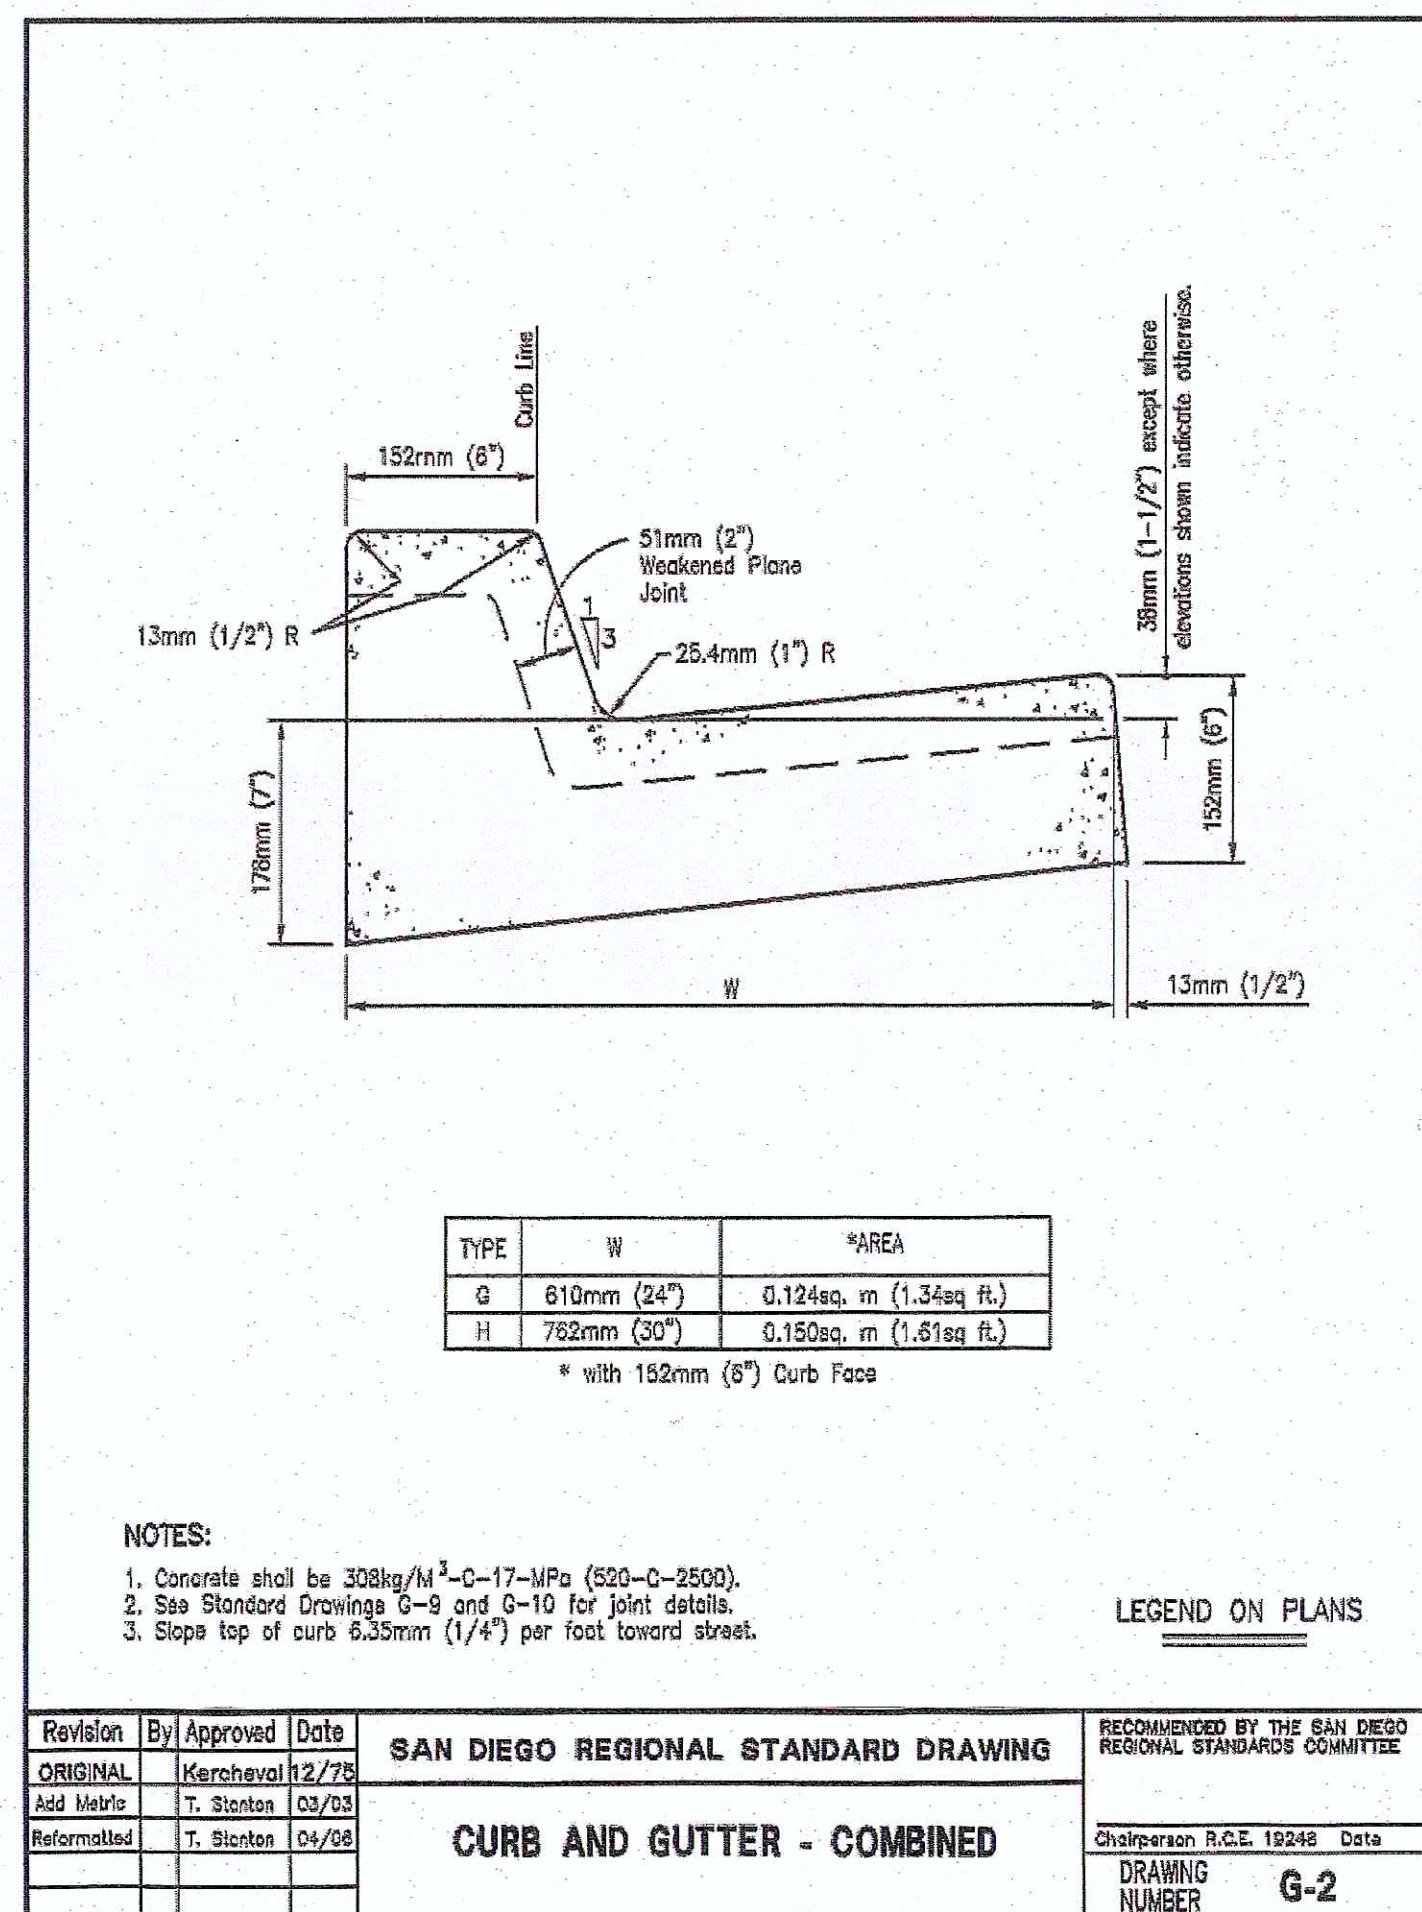 Curb Line
38mm (1-1/2") except where
elevations shown indicate otherwise.
152mm (6")
51mm (2")
Weakened Plane
Joint
1
3
13mm (1/2") R
25.4mm (1") R
178mm (7")
152mm (6")
W
13mm (1/2")
TYPE W *AREA
G 610mm (24") 0.124sq. m (1.34sq ft.)
H 762mm (30") 0.150sq. m (1.61sq ft.)
* with 152mm (6") Curb Face
NOTES:
1. Concrete shall be 308kg/M³-C-17-MPa (520-C-2500).
2. See Standard Drawings G-9 and G-10 for joint details.
3. Slope top of curb 6.35mm (1/4") per foot toward street.
LEGEND ON PLANS
Revision By Approved Date
ORIGINAL Kercheval 12/75
Add Metric T. Stanton 03/03
Reformatted T. Stanton 04/06
SAN DIEGO REGIONAL STANDARD DRAWING
CURB AND GUTTER - COMBINED
RECOMMENDED BY THE SAN DIEGO
REGIONAL STANDARDS COMMITTEE
Chairperson R.C.E. 19246 Date
DRAWING
NUMBER G-2